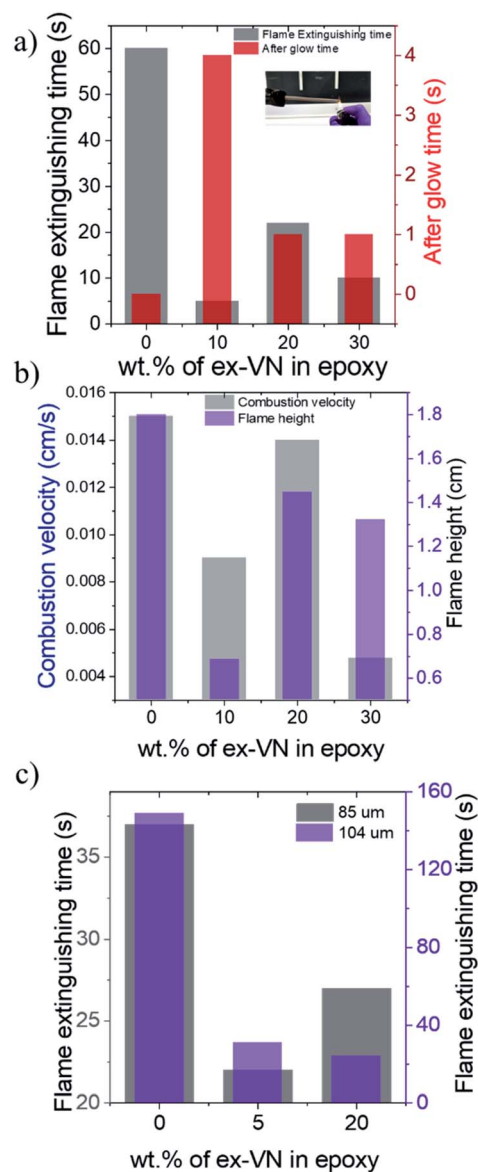 a)
Flame Extinguishing time
After glow time
Flame extinguishing time (s)
60
50
40
30
20
10
0
4
3
2
1
0
After glow time (s)
0 10 20 30
wt.% of ex-VN in epoxy
b)
Combustion velocity
Flame height
Combustion velocity (cm/s)
0.016
0.014
0.012
0.010
0.008
0.006
0.004
1.8
1.6
1.4
1.2
1.0
0.8
0.6
Flame height (cm)
0 10 20 30
wt.% of ex-VN in epoxy
c)
85 um
104 um
Flame extinguishing time (s)
35
30
25
20
160
120
80
40
0
Flame extinguishing time (s)
0 5 20
wt.% of ex-VN in epoxy